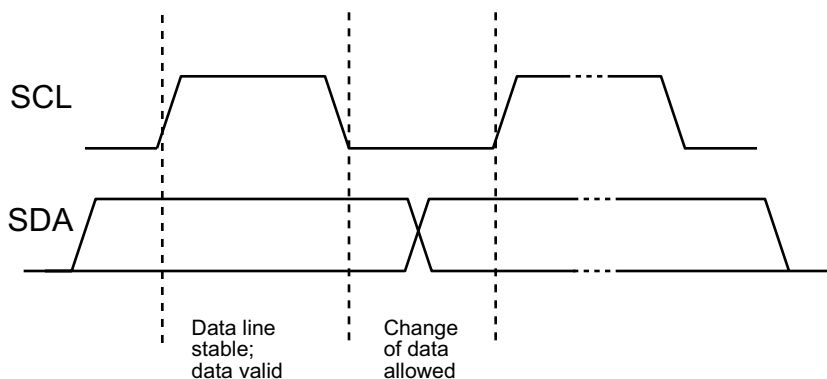 SCL
SDA
Data line
stable;
data valid
Change
of data
allowed